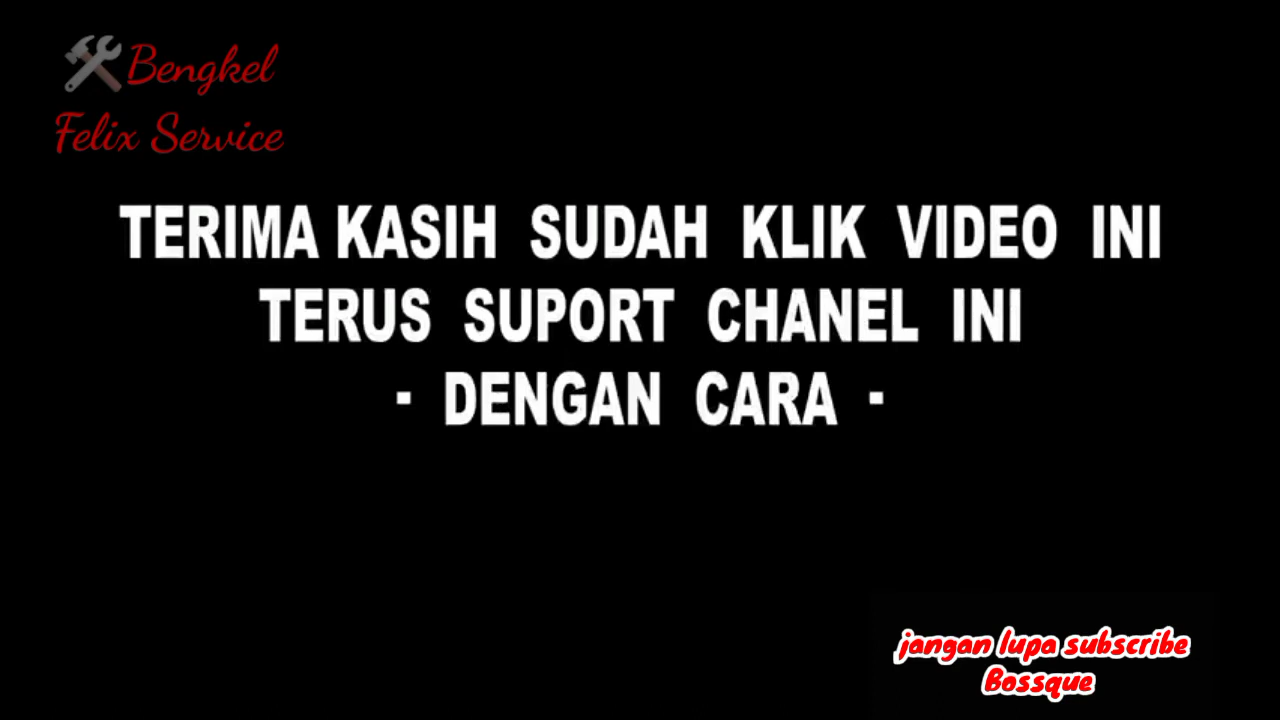 Bengkel
Felix Service
TERIMA KASIH SUDAH KLIK VIDEO INI
TERUS SUPORT CHANEL INI
- DENGAN CARA -
jangan lupa subscribe
Bossque